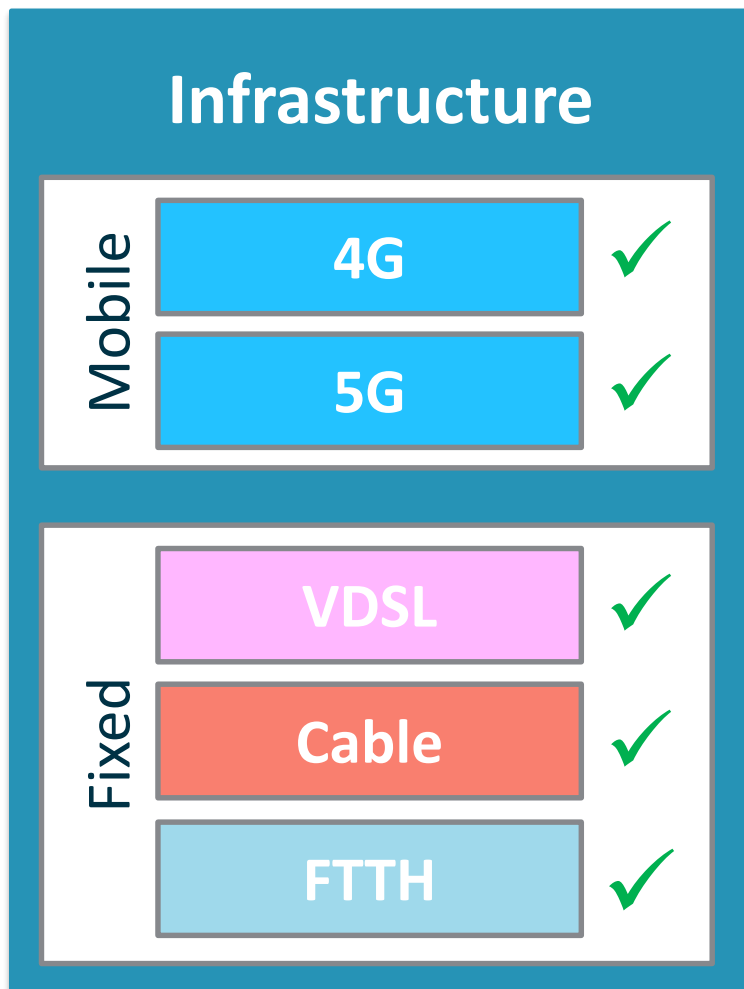 Infrastructure
Mobile
4G
5G
Fixed
VDSL
Cable
FTTH